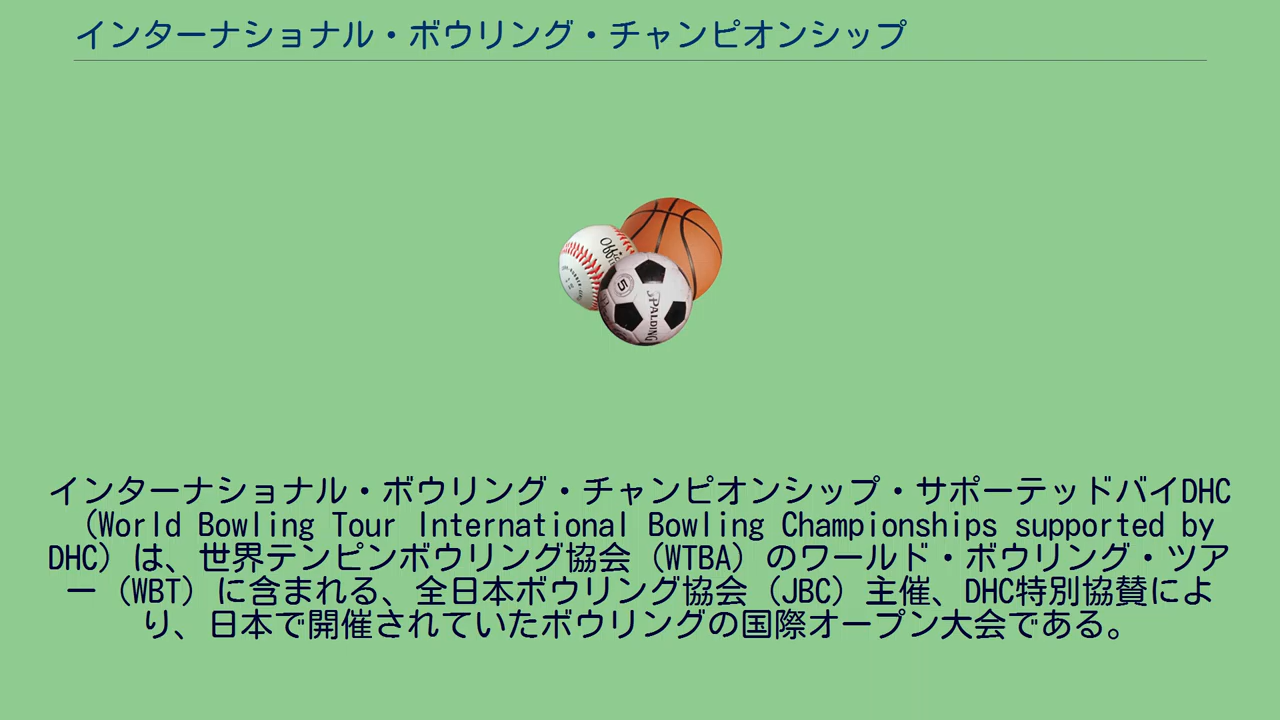 インターナショナル・ボウリング・チャンピオンシップ
Offic
5
SPALDING
インターナショナル・ボウリング・チャンピオンシップ・サポーテッドバイDHC
（World Bowling Tour International Bowling Championships supported by
DHC）は、世界テンピンボウリング協会（WTBA）のワールド・ボウリング・ツア
ー（WBT）に含まれる、全日本ボウリング協会（JBC）主催、DHC特別協賛によ
り、日本で開催されていたボウリングの国際オープン大会である。